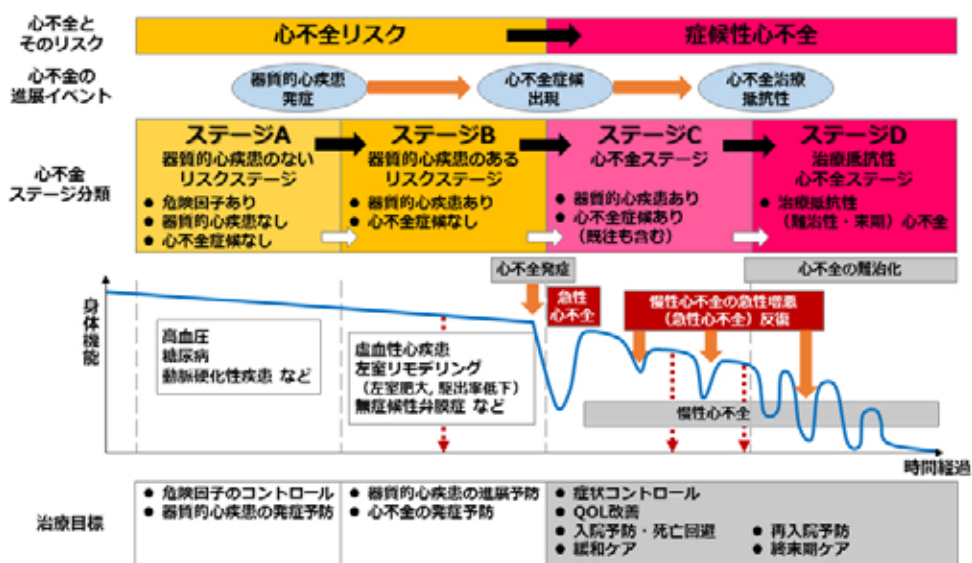 心不全と
そのリスク
心不全リスク
症候性心不全
心不全の
進展イベント
器質的心疾患
発症
心不全症候
出現
心不全治療
抵抗性
心不全
ステージ分類
ステージA
器質的心疾患のない
リスクステージ
● 危険因子あり
● 器質的心疾患なし
● 心不全症候なし
ステージB
器質的心疾患のある
リスクステージ
● 器質的心疾患あり
● 心不全症候なし
ステージC
心不全ステージ
● 器質的心疾患あり
● 心不全症候あり
（既往も含む）
ステージD
治療抵抗性
心不全ステージ
● 治療抵抗性
（難治性・末期）心不全
心不全発症
心不全の難治化
身体機能
急性
心不全
慢性心不全の急性増悪
（急性心不全）反復
高血圧
糖尿病
動脈硬化性疾患 など
虚血性心疾患
左室リモデリング
（左室肥大, 駆出率低下）
無症候性弁膜症 など
慢性心不全
時間経過
治療目標
● 危険因子のコントロール
● 器質的心疾患の発症予防
● 器質的心疾患の進展予防
● 心不全の発症予防
● 症状コントロール
● QOL改善
● 入院予防・死亡回避
● 緩和ケア
● 再入院予防
● 終末期ケア